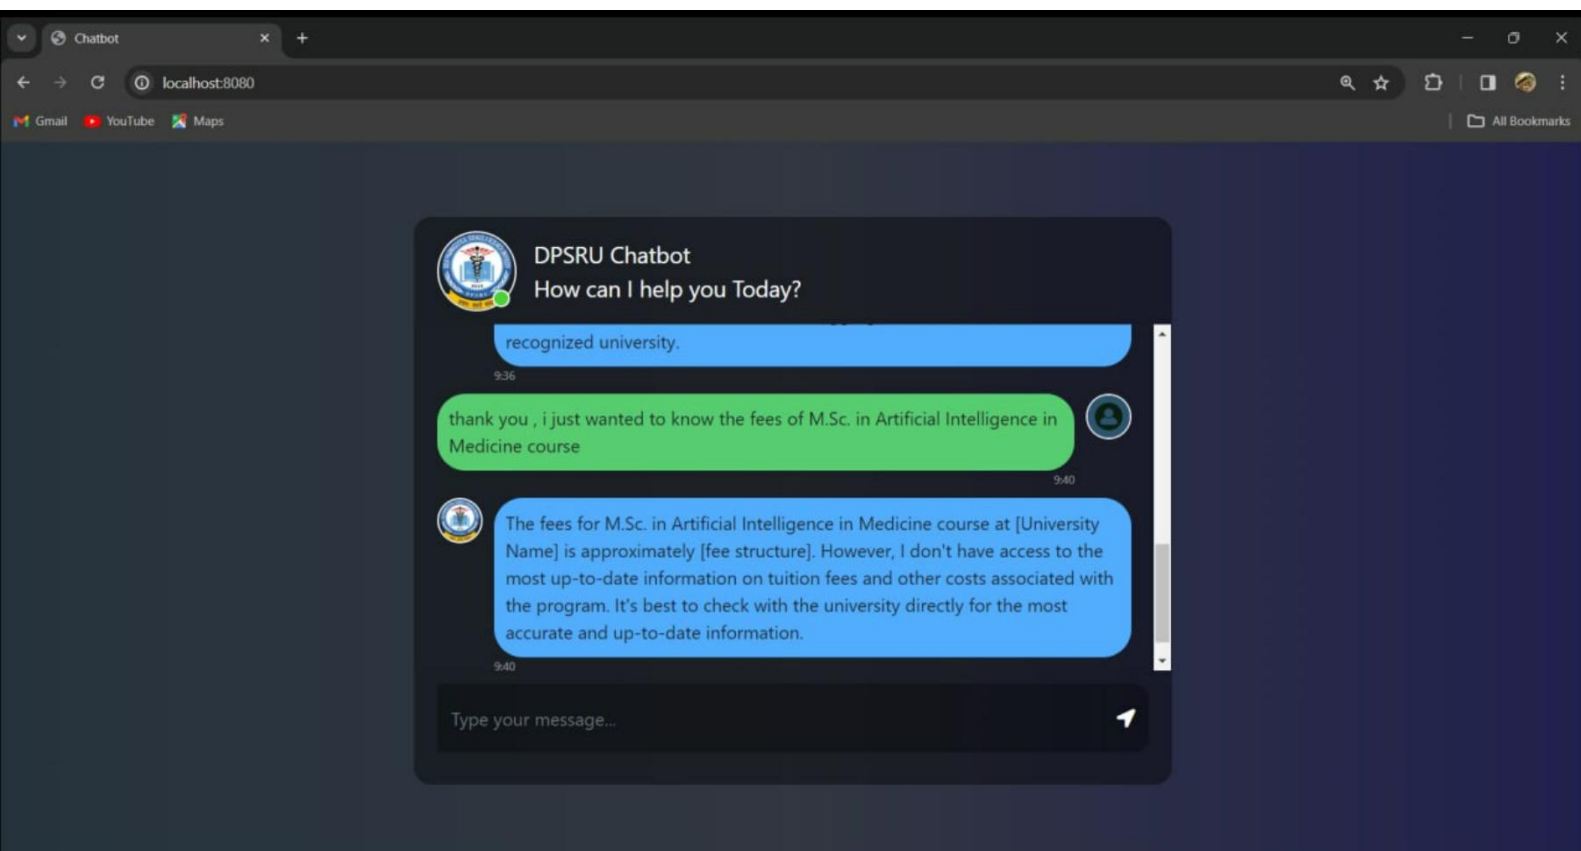 Chatbot
localhost:8080
Gmail YouTube Maps All Bookmarks
DPSRU Chatbot
How can I help you Today?
recognized university.
9:36
thank you , i just wanted to know the fees of M.Sc. in Artificial Intelligence in
Medicine course
9:40
The fees for M.Sc. in Artificial Intelligence in Medicine course at [University
Name] is approximately [fee structure]. However, I don't have access to the
most up-to-date information on tuition fees and other costs associated with
the program. It's best to check with the university directly for the most
accurate and up-to-date information.
9:40
Type your message...